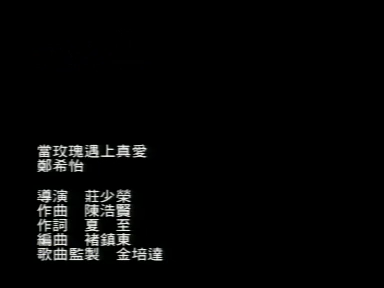 當玫瑰遇上真愛
鄭希怡
導演　莊少榮
作曲　陳浩賢
作詞　夏　至
編曲　褚鎮東
歌曲監製　金培達